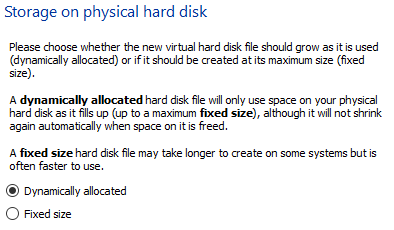 Storage on physical hard disk
Please choose whether the new virtual hard disk file should grow as it is used
(dynamically allocated) or if it should be created at its maximum size (fixed
size).
A dynamically allocated hard disk file will only use space on your physical
hard disk as it fills up (up to a maximum fixed size), although it will not shrink
again automatically when space on it is freed.
A fixed size hard disk file may take longer to create on some systems but is
often faster to use.
Dynamically allocated
Fixed size